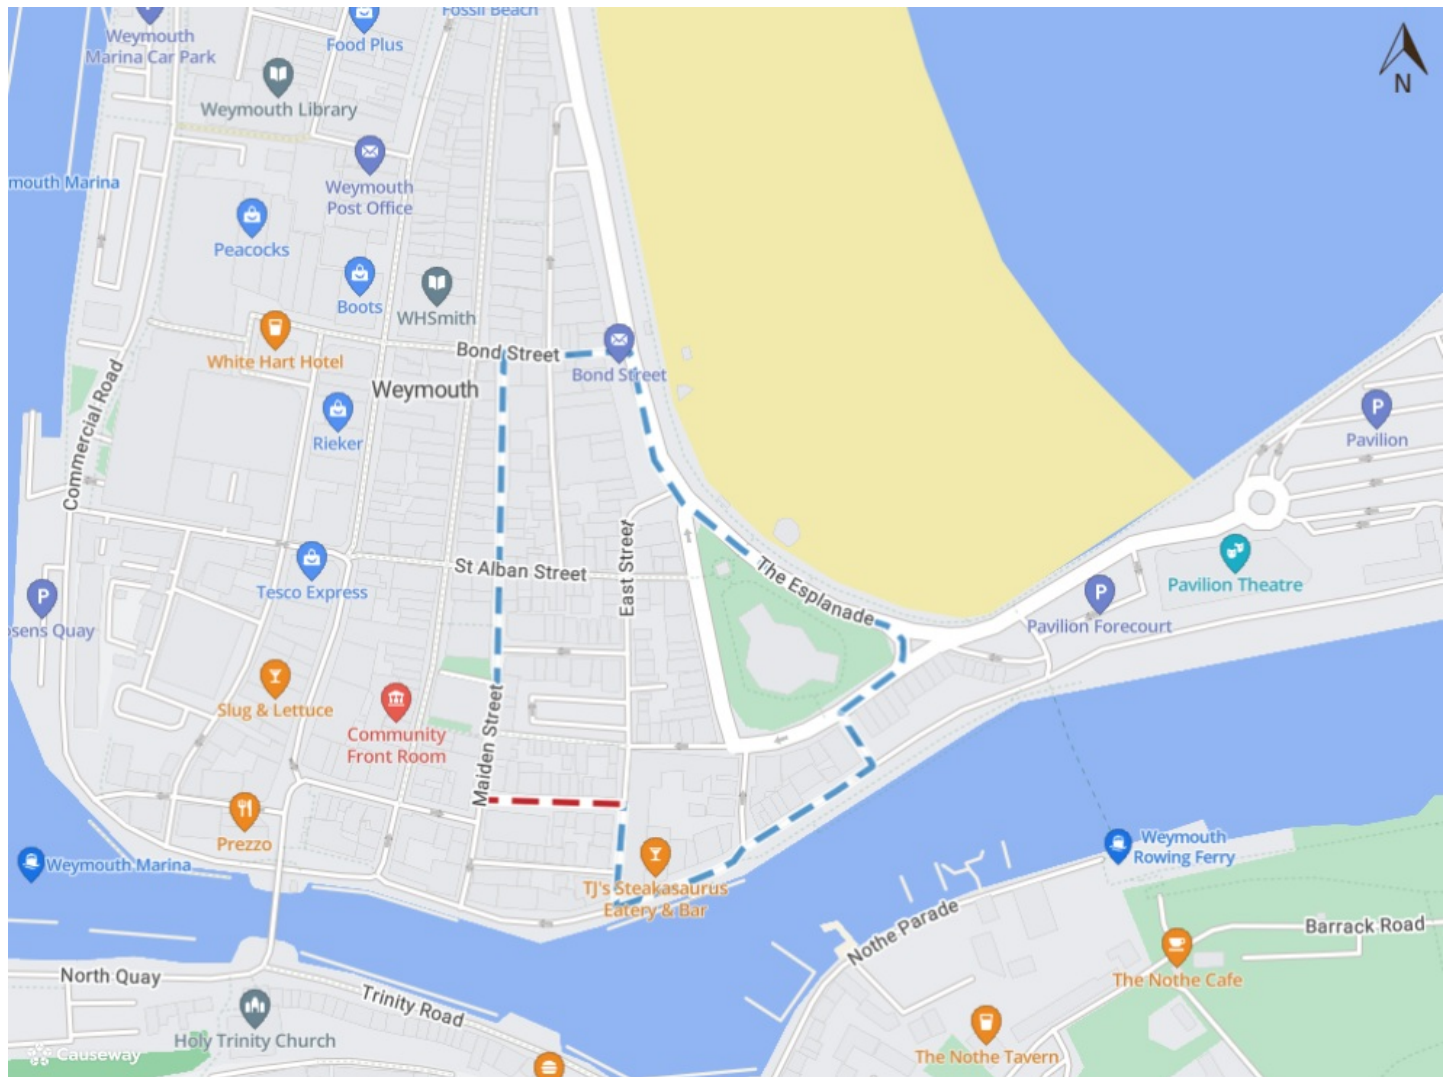 Fossil Beach
Weymouth
Marina Car Park
Food Plus
N
Weymouth Library
mouth Marina
Weymouth
Post Office
Peacocks
Boots
WHSmith
White Hart Hotel
Bond Street
Bond Street
Weymouth
Commercial Road
Rieker
P
Pavilion
St Alban Street
East Street
The Esplanade
Tesco Express
P
osens Quay
P
Pavilion Forecourt
Pavilion Theatre
Slug & Lettuce
Community
Front Room
Maiden Street
Prezzo
Weymouth Marina
TJ's Steakasaurus
Eatery & Bar
Weymouth
Rowing Ferry
Nothe Parade
Barrack Road
The Nothe Cafe
North Quay
Trinity Road
Holy Trinity Church
The Nothe Tavern
Causeway